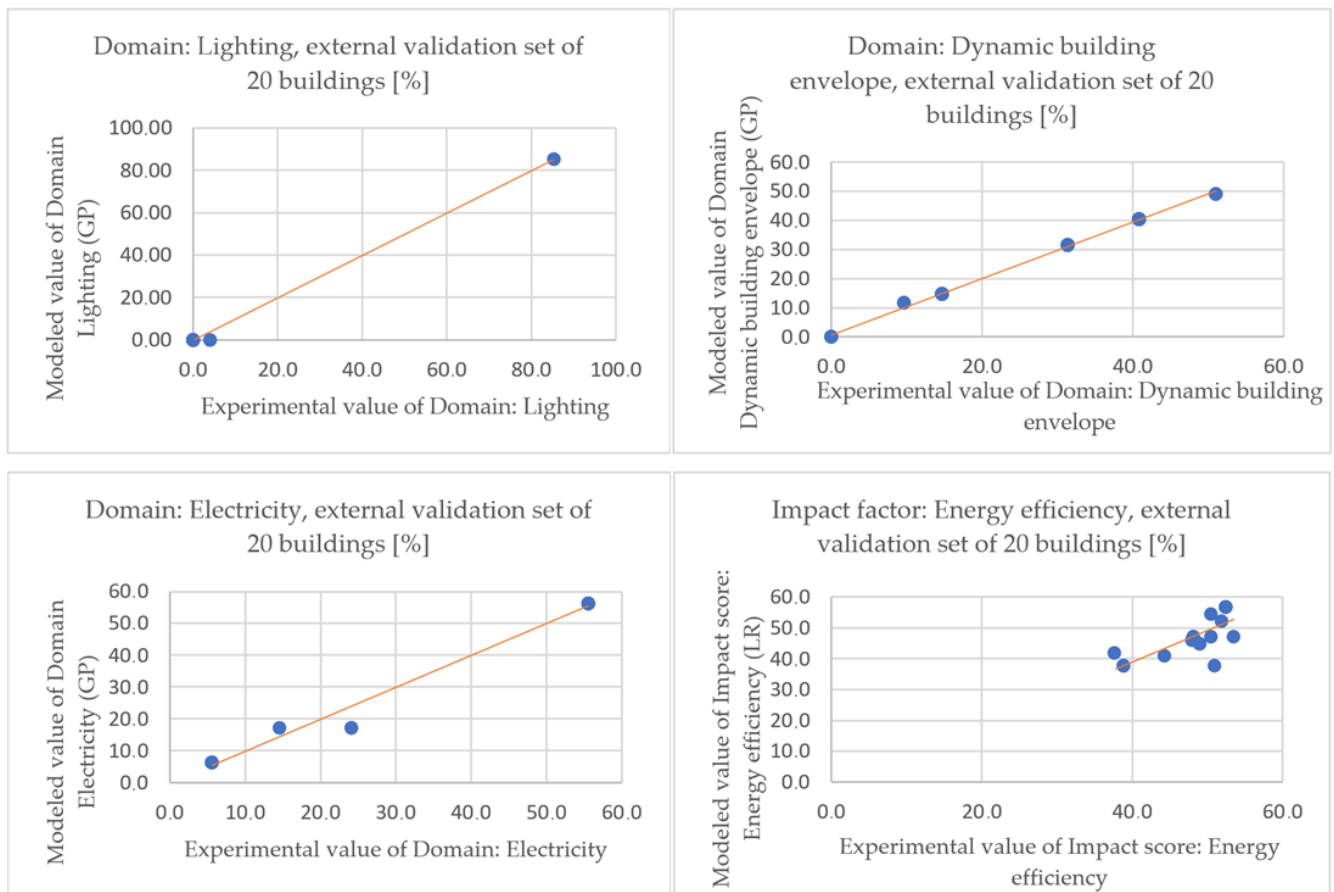 Domain: Lighting, external validation set of
20 buildings [%]
Modeled value of Domain
Lighting (GP)
100.00
80.00
60.00
40.00
20.00
0.00
0.0 20.0 40.0 60.0 80.0 100.0
Experimental value of Domain: Lighting
Domain: Dynamic building
envelope, external validation set of 20
buildings [%]
Modeled value of Domain
Dynamic building envelope (GP)
60.0
50.0
40.0
30.0
20.0
10.0
0.0
0.0 20.0 40.0 60.0
Experimental value of Domain: Dynamic building
envelope
Domain: Electricity, external validation set of
20 buildings [%]
Modeled value of Domain
Electricity (GP)
60.0
50.0
40.0
30.0
20.0
10.0
0.0
0.0 10.0 20.0 30.0 40.0 50.0 60.0
Experimental value of Domain: Electricity
Impact factor: Energy efficiency, external
validation set of 20 buildings [%]
Modeled value of Impact score:
Energy efficiency (LR)
60.0
50.0
40.0
30.0
20.0
10.0
0.0
0.0 20.0 40.0 60.0
Experimental value of Impact score: Energy
efficiency